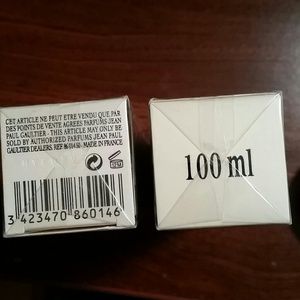 CET ARTICLE NE PEUT ÊTRE VENDU QUE PAR
DES POINTS DE VENTE AGREES PARFUMS JEAN
PAUL GAULTIER - THIS ARTICLE MAY ONLY BE
SOLD BY AUTHORIZED PARFUMS JEAN PAUL
GAULTIER DEALERS. MADE IN FRANCE
3 423470 860146
100 ml